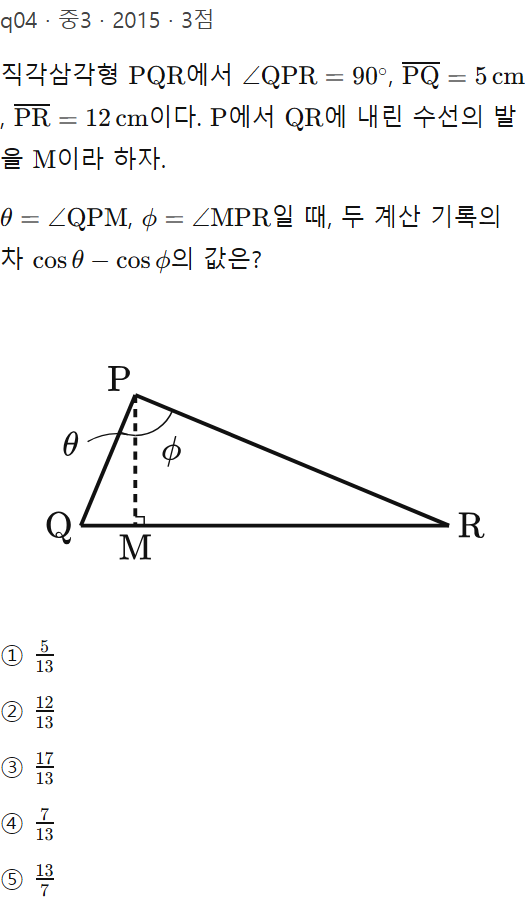 q04 · 중3 · 2015 · 3점
직각삼각형 PQR에서 ∠QPR = 90°, \overline{PQ} = 5 cm
, \overline{PR} = 12 cm이다. P에서 QR에 내린 수선의 발
을 M이라 하자.
θ = ∠QPM, ϕ = ∠MPR일 때, 두 계산 기록의
차 cos θ − cos ϕ의 값은?
P
θ
ϕ
Q
R
M
① 5/13
② 12/13
③ 17/13
④ 7/13
⑤ 13/7